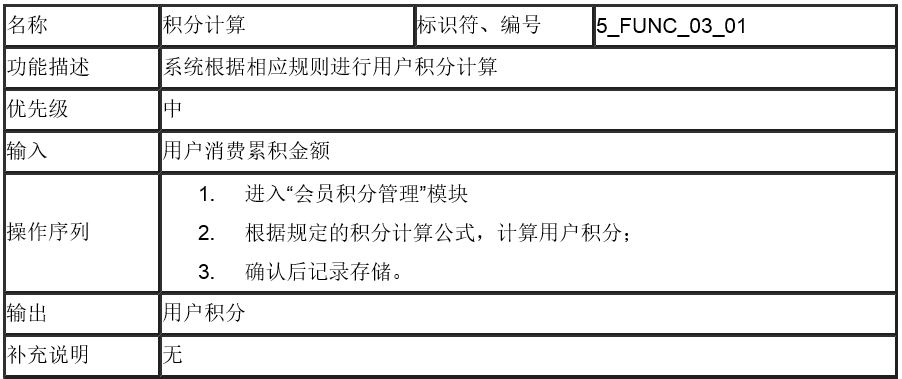 名称 积分计算 标识符、编号 5_FUNC_03_01
功能描述 系统根据相应规则进行用户积分计算
优先级 中
输入 用户消费累积金额
操作序列 1. 进入“会员积分管理”模块
2. 根据规定的积分计算公式，计算用户积分；
3. 确认后记录存储。
输出 用户积分
补充说明 无